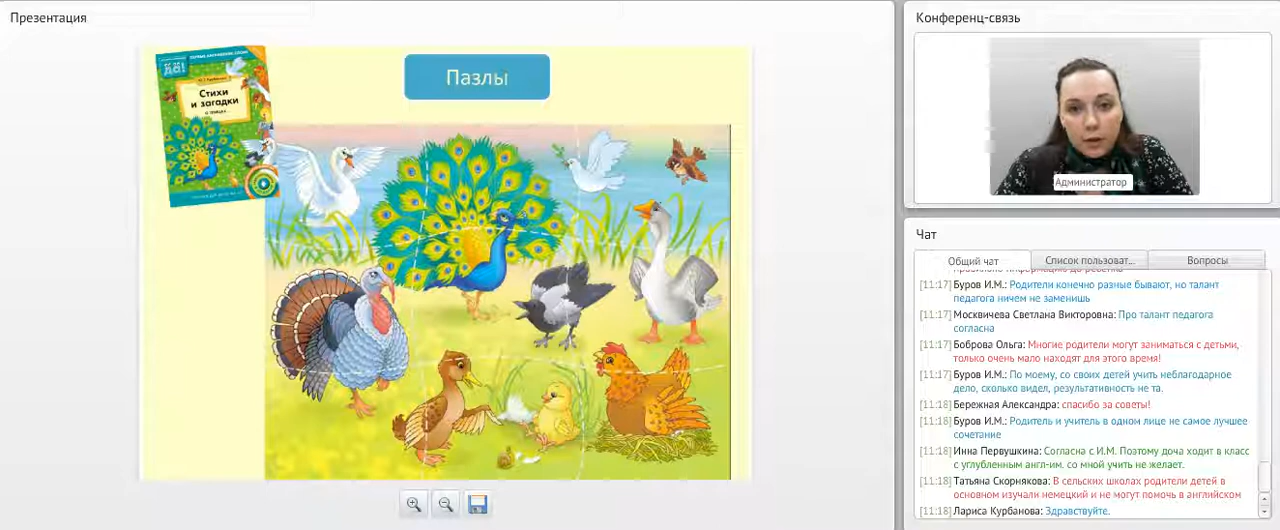 Презентация
Пазлы
Стихи
и загадки
о птицах
Конференц-связь
Администратор
Чат
Общий чат
Список пользоват...
Вопросы
[11:17] Буров И.М.: Родители конечно разные бывают, но талант
педагога ничем не заменишь
[11:17] Москвичева Светлана Викторовна: Про талант педагога
согласна
[11:17] Боброва Ольга: Многие родители могут заниматься с детьми,
только очень мало находят для этого время!
[11:17] Буров И.М.: По моему, со своих детей учить неблагодарное
дело, сколько видел, результативность не та.
[11:18] Бережная Александра: спасибо за советы!
[11:18] Буров И.М.: Родитель и учитель в одном лице не самое лучшее
сочетание
[11:18] Инна Первушкина: Согласна с И.М. Поэтому доча ходит в класс
с углубленным англ-им. со мной учить не желает.
[11:18] Татьяна Скорнякова: В сельских школах родители детей в
основном изучали немецкий и не могут помочь в английском
[11:18] Лариса Курбанова: Здравствуйте.